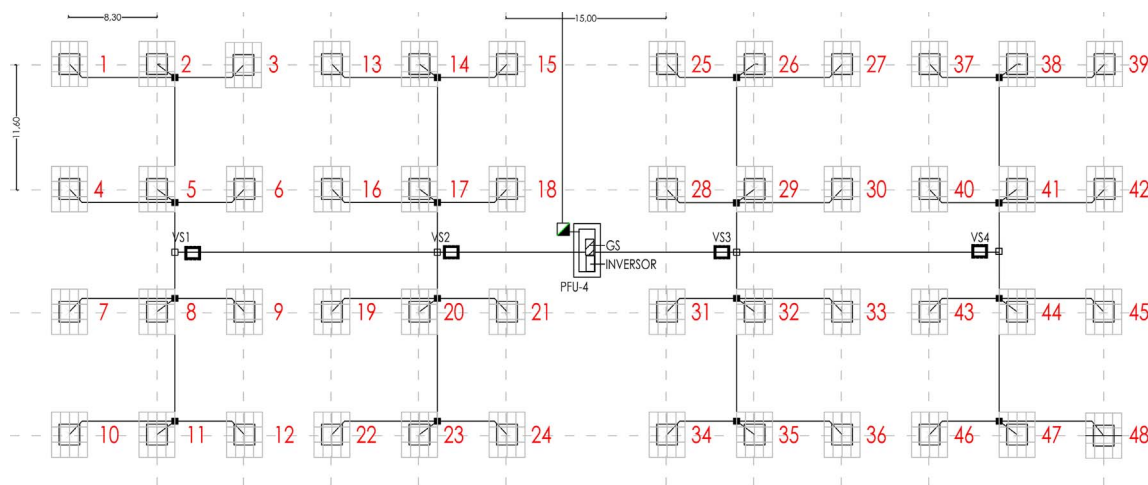 8,30 15,00
1 2 3 13 14 15 25 26 27 37 38 39
11,60
4 5 6 16 17 18 28 29 30 40 41 42
VS1 VS2 VS3 VS4
GS
INVERSOR
PFU-4
7 8 9 19 20 21 31 32 33 43 44 45
10 11 12 22 23 24 34 35 36 46 47 48